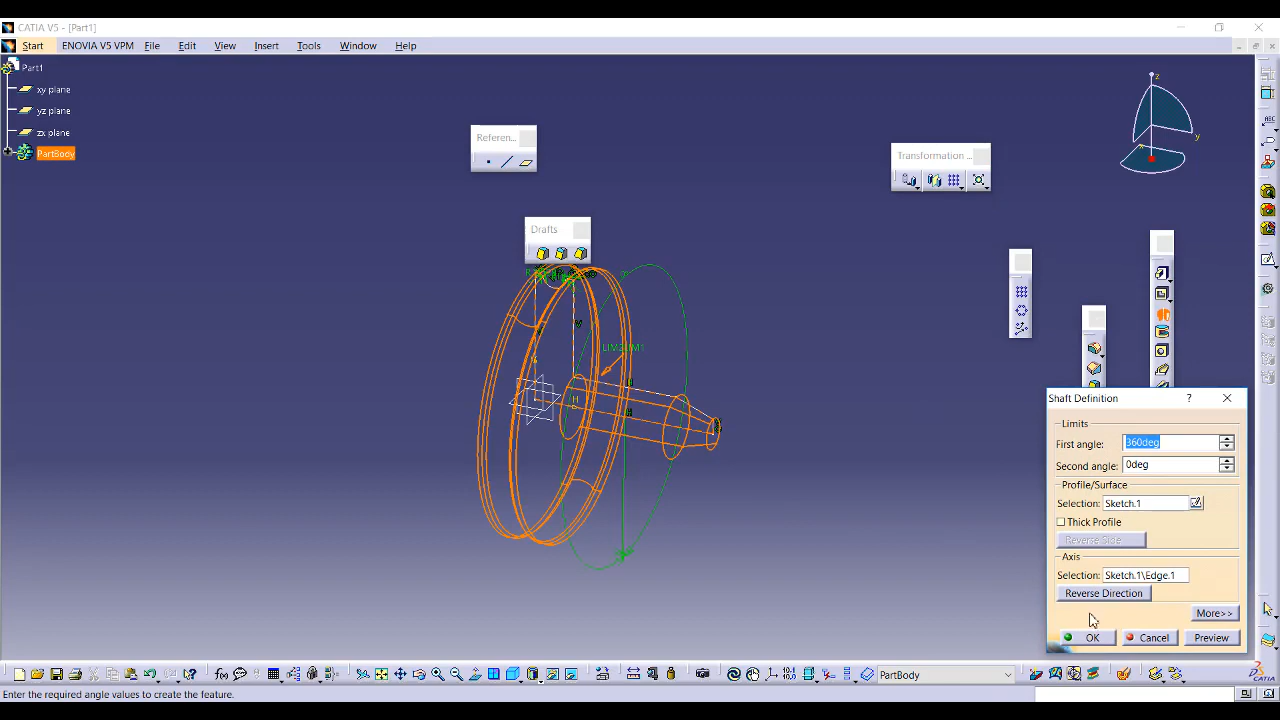 CATIA V5 - [Part1]
Start ENOVIA V5 VPM File Edit View Insert Tools Window Help
Part1
xy plane
yz plane
zx plane
PartBody
Referen...
Drafts
Transformation ...
z
y
x
LIM2
LIM1
H
Shaft Definition ?
Limits
First angle: 360deg
Second angle: 0deg
Profile/Surface
Selection: Sketch.1
Thick Profile
Reverse Side
Axis
Selection: Sketch.1\Edge.1
Reverse Direction
More>>
OK Cancel Preview
PartBody
CATIA
Enter the required angle values to create the feature.